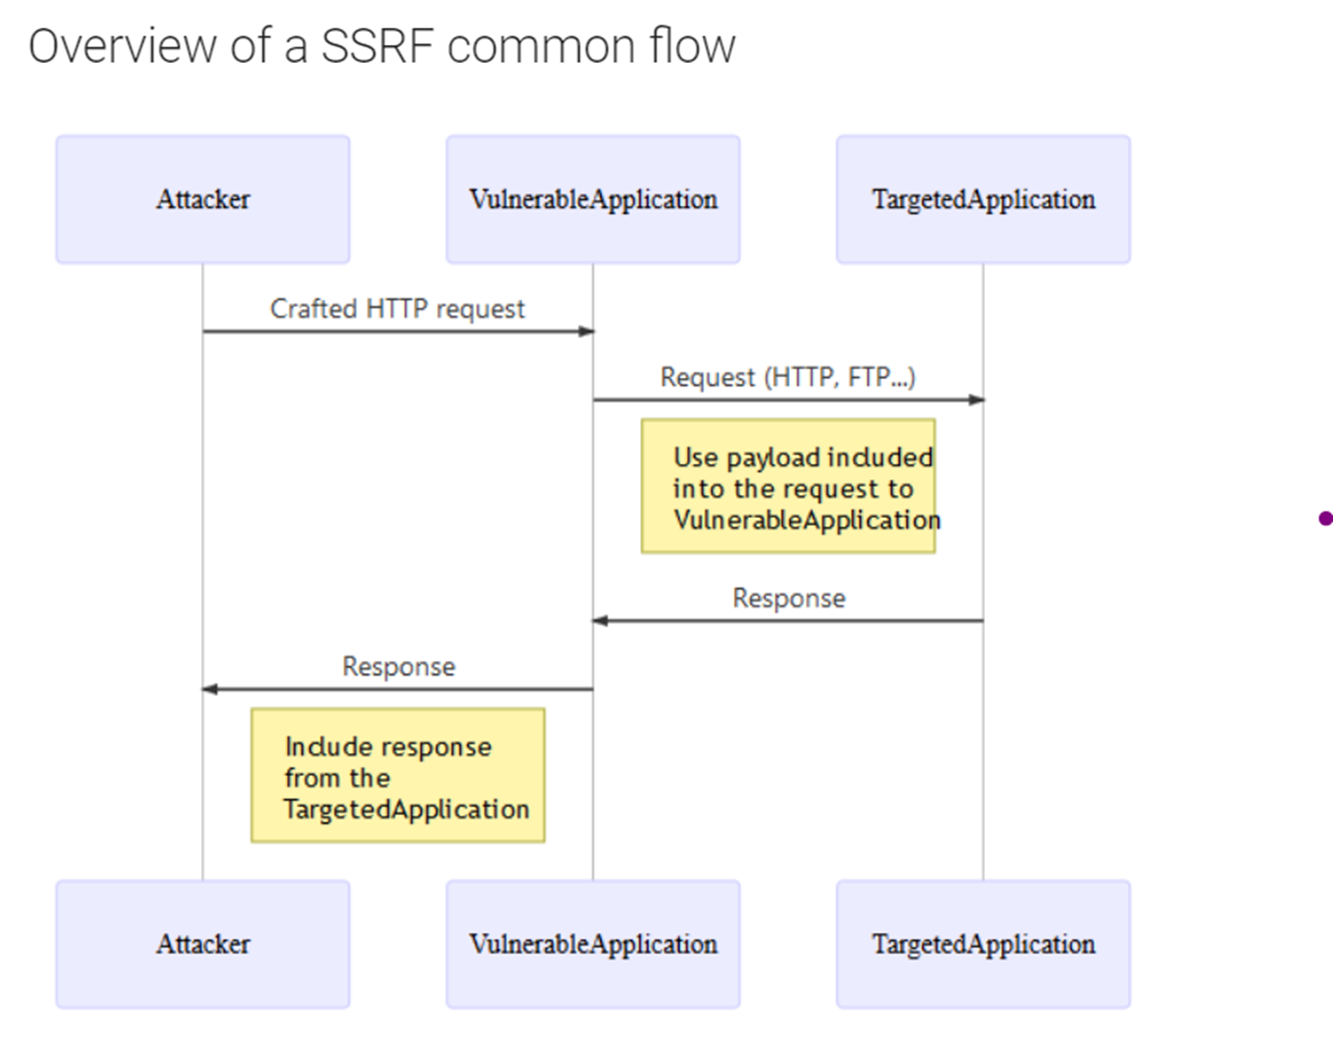 Overview of a SSRF common flow
Attacker
VulnerableApplication
TargetedApplication
Crafted HTTP request
Request (HTTP, FTP...)
Use payload included
into the request to
VulnerableApplication
Response
Response
Include response
from the
TargetedApplication
Attacker
VulnerableApplication
TargetedApplication